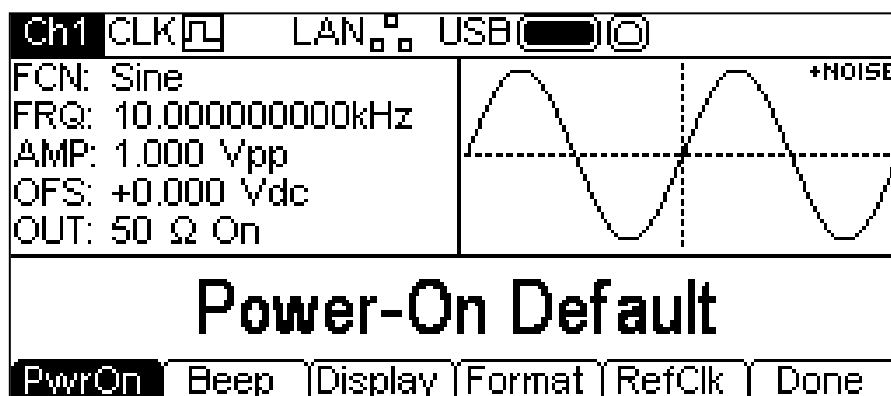 Ch1 CLK LAN USB
FCN: Sine
+NOISE
FRQ: 10.000000000kHz
AMP: 1.000 Vpp
OFS: +0.000 Vdc
OUT: 50 Ω On
Power-On Default
PwrOn Beep Display Format RefClk Done